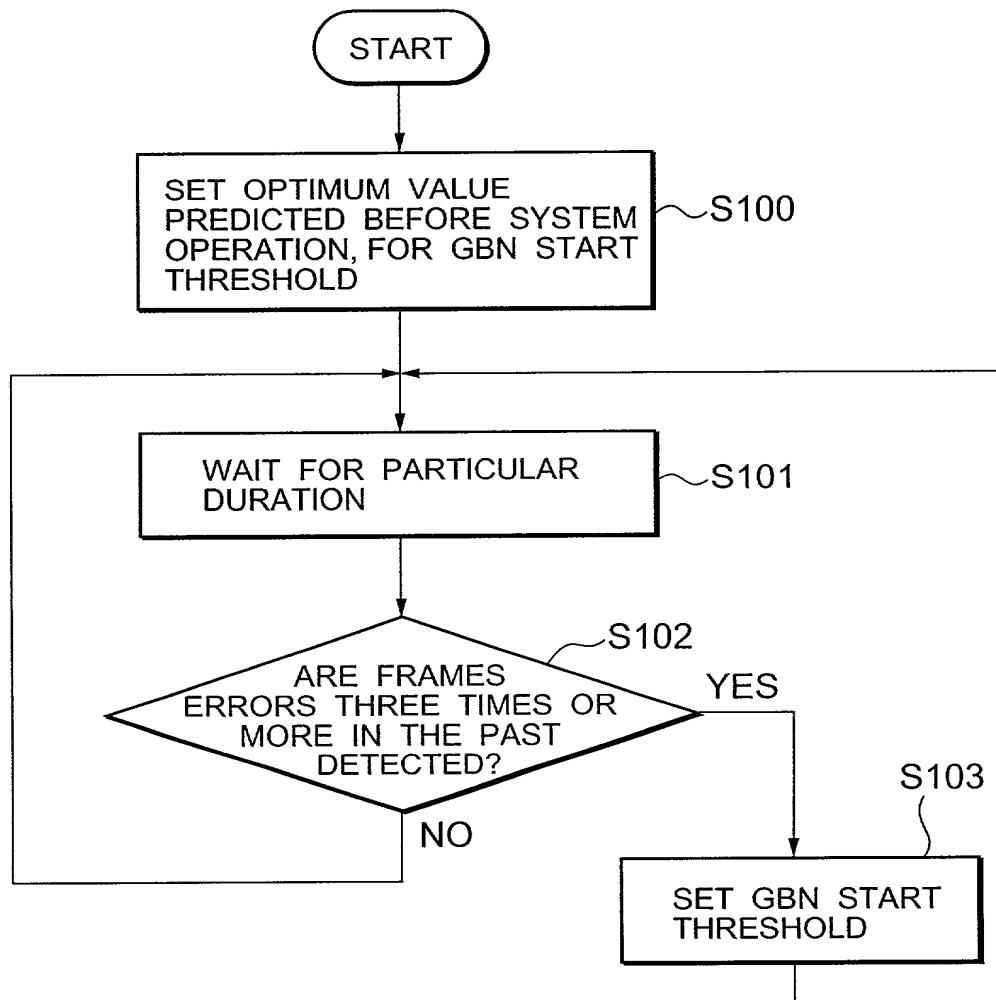 START
SET OPTIMUM VALUE
PREDICTED BEFORE SYSTEM
OPERATION, FOR GBN START
THRESHOLD
S100
WAIT FOR PARTICULAR
DURATION
S101
S102
ARE FRAMES
ERRORS THREE TIMES OR
MORE IN THE PAST
DETECTED?
YES
NO
S103
SET GBN START
THRESHOLD